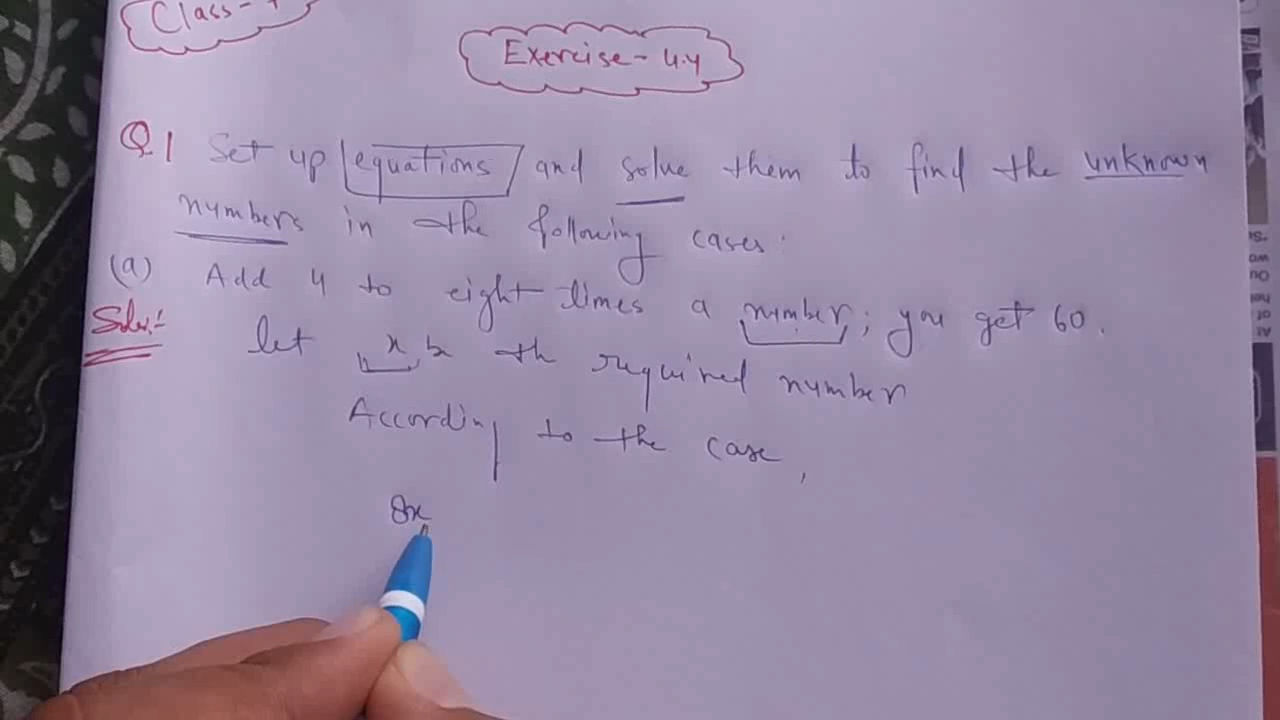 Class-
Exercise - 4.4
Q.1 Set up equations and solve them to find the unknown
numbers in the following cases:
(a) Add 4 to eight times a number; you get 60.
Soln:- let x be the required number
According to the case,
8x